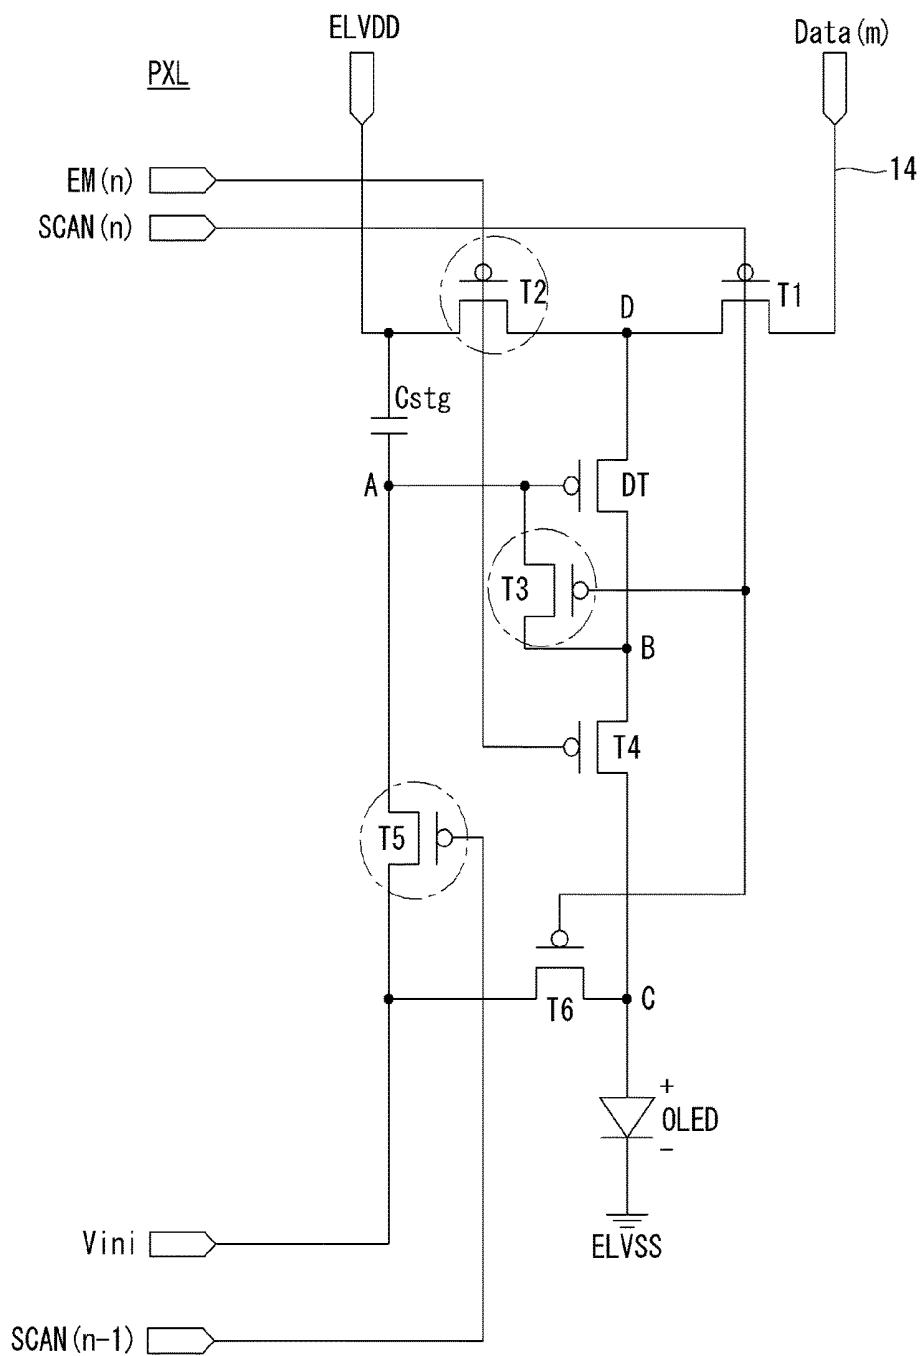 ELVDD
Data(m)
PXL
EM(n)
14
SCAN(n)
T2
D
T1
Cstg
A
DT
T3
B
T4
T5
C
T6
+
OLED
-
Vini
ELVSS
SCAN(n-1)